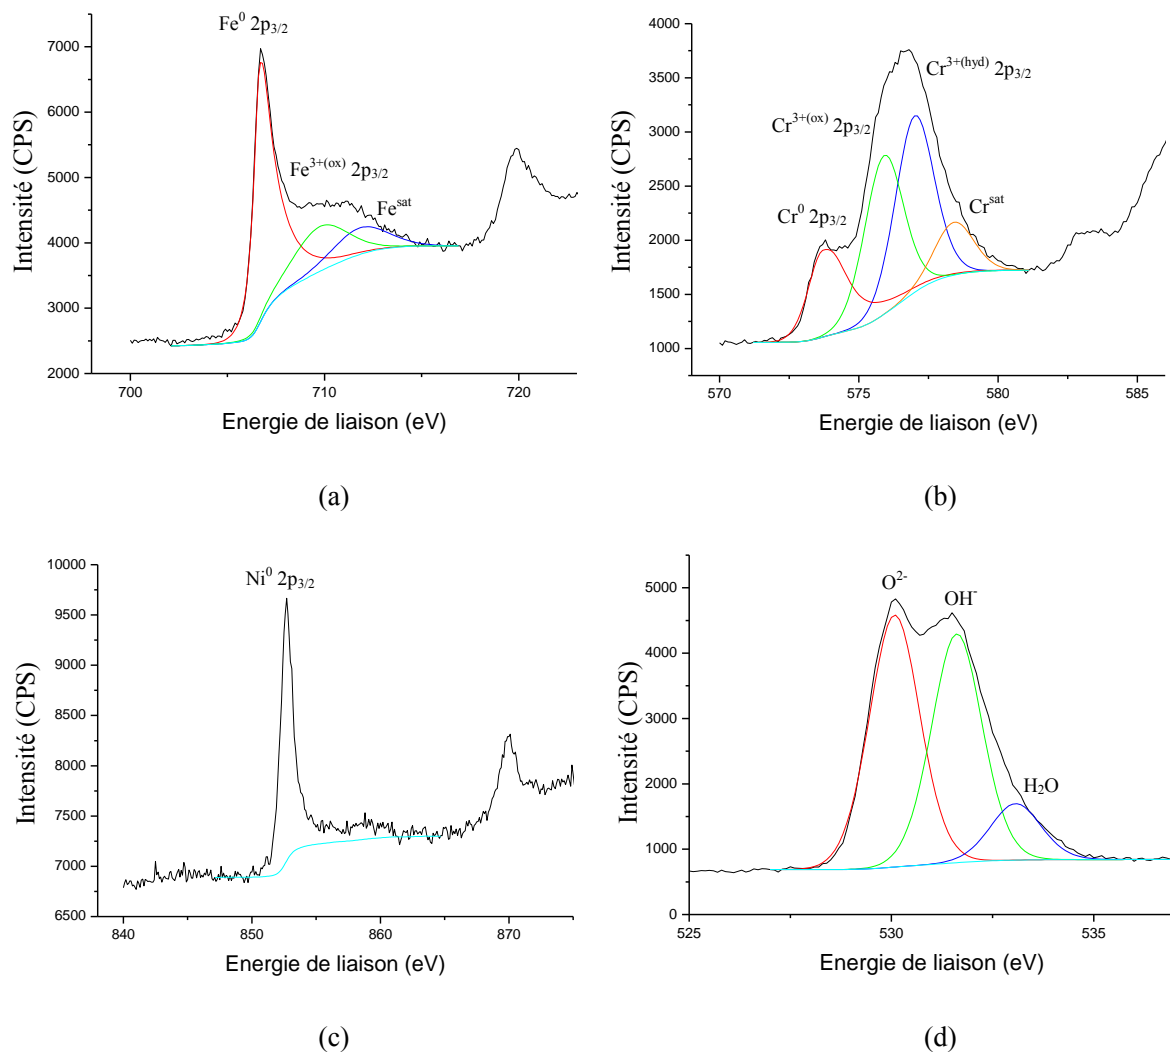 Fe⁰ 2p₃/₂
7000
6000
5000
4000
3000
2000
Fe³⁺⁽ᵒˣ⁾ 2p₃/₂
Feˢᵃᵗ
Intensité (CPS)
700
710
720
Energie de liaison (eV)
(a)
4000
3750
3000
2750
2000
1500
1000
Cr³⁺⁽ʰʸᵈ⁾ 2p₃/₂
Cr³⁺⁽ᵒˣ⁾ 2p₃/₂
Crˢᵃᵗ
Cr⁰ 2p₃/₂
Intensité (CPS)
570
575
580
585
Energie de liaison (eV)
(b)
10000
9500
10000
8500
8000
7500
7000
6500
Ni⁰ 2p₃/₂
Intensité (CPS)
840
850
860
870
Energie de liaison (eV)
(c)
5000
4000
3000
2000
1000
0
O²⁻
OH⁻
H₂O
Intensité (CPS)
525
530
535
Energie de liaison (eV)
(d)